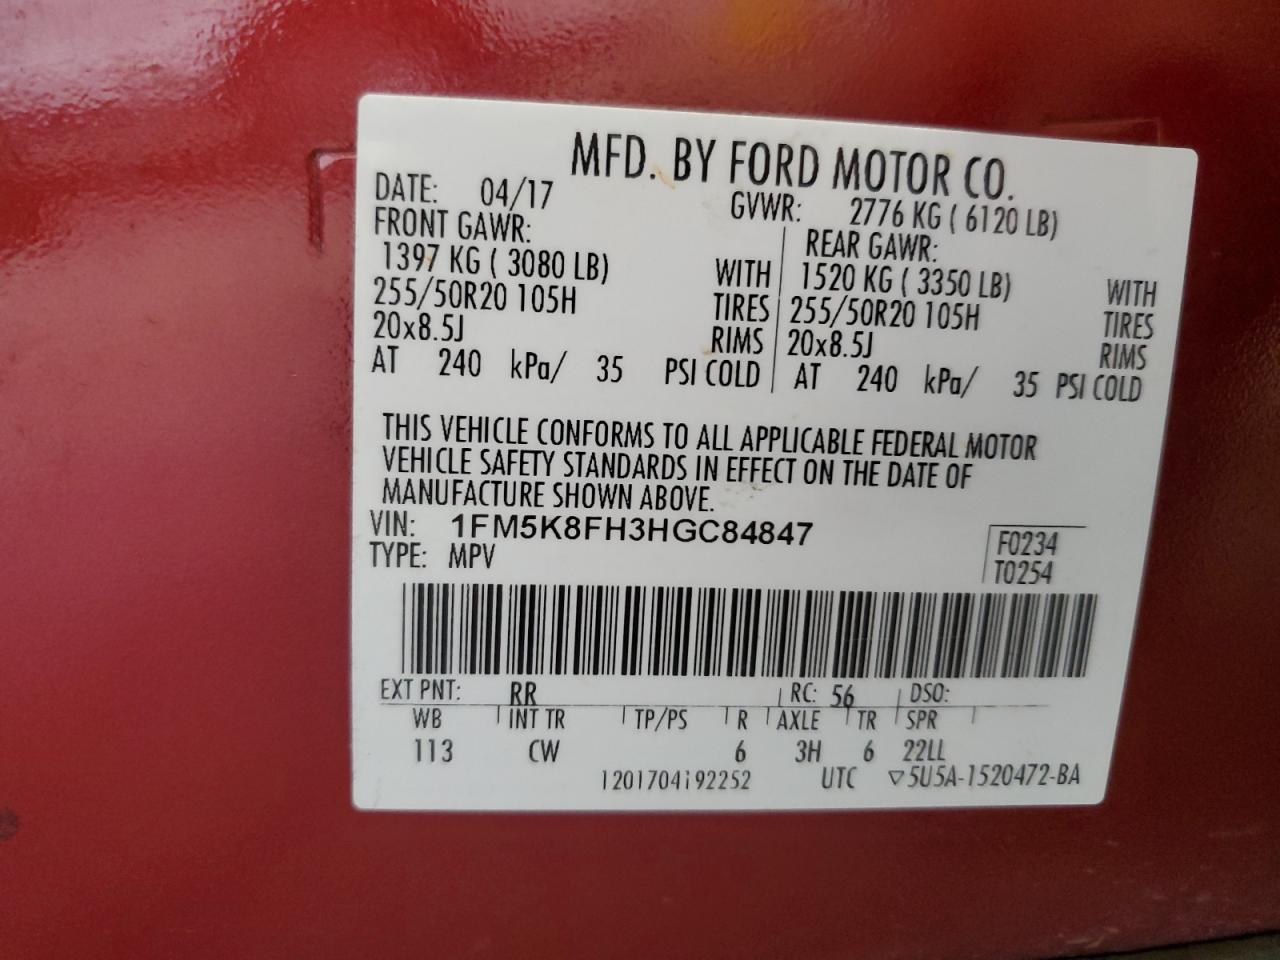 MFD. BY FORD MOTOR CO.
DATE: 04/17 GVWR: 2776 KG ( 6120 LB)
FRONT GAWR: REAR GAWR:
1397 KG ( 3080 LB) WITH 1520 KG ( 3350 LB) WITH
255/50R20 105H TIRES 255/50R20 105H TIRES
20x8.5J RIMS 20x8.5J RIMS
AT 240 kPa/ 35 PSI COLD AT 240 kPa/ 35 PSI COLD
THIS VEHICLE CONFORMS TO ALL APPLICABLE FEDERAL MOTOR
VEHICLE SAFETY STANDARDS IN EFFECT ON THE DATE OF
MANUFACTURE SHOWN ABOVE.
VIN: 1FM5K8FH3HGC84847 F0234
TYPE: MPV T0254
EXT PNT: RR RC: 56 DSO:
WB INT TR TP/PS R AXLE TR SPR
113 CW 6 3H 6 22LL
1201704192252 UTC ▽5U5A-1520472-BA